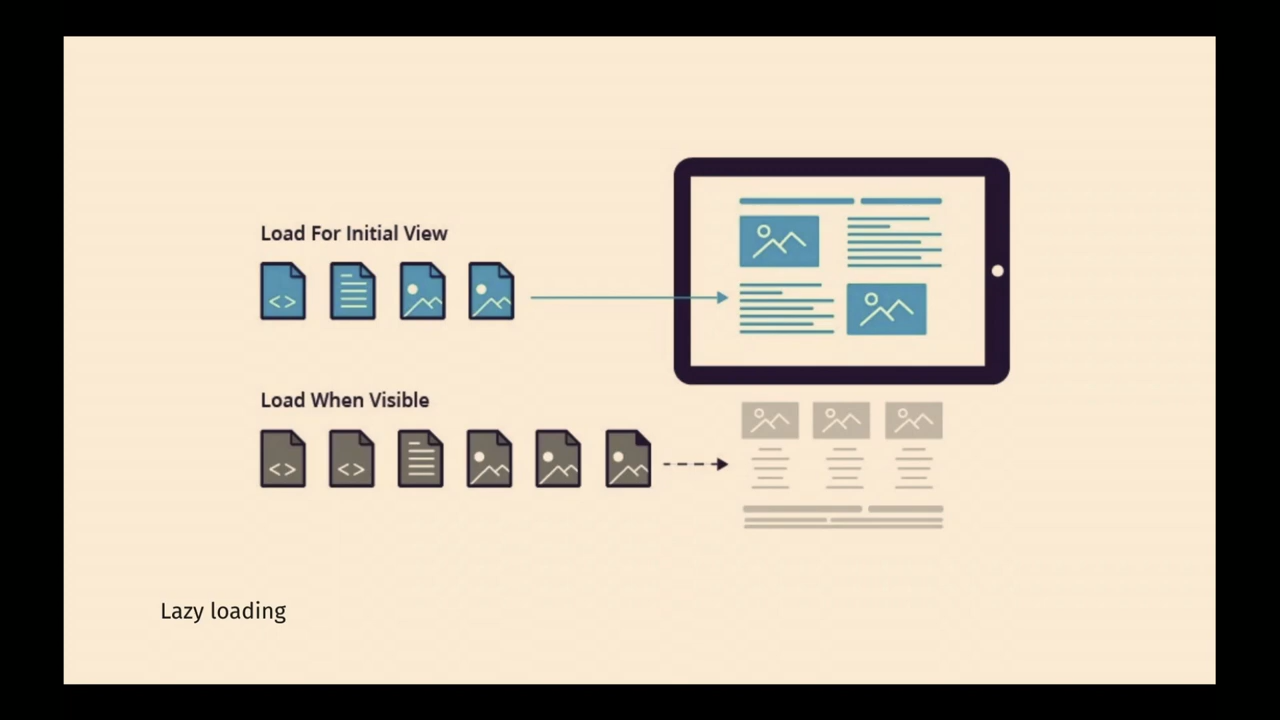 Load For Initial View
<>
Load When Visible
<> <>
Lazy loading